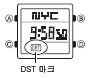 NYC
Ⓐ Ⓑ
9:58 30
Ⓒ DST Ⓓ
DST 마크